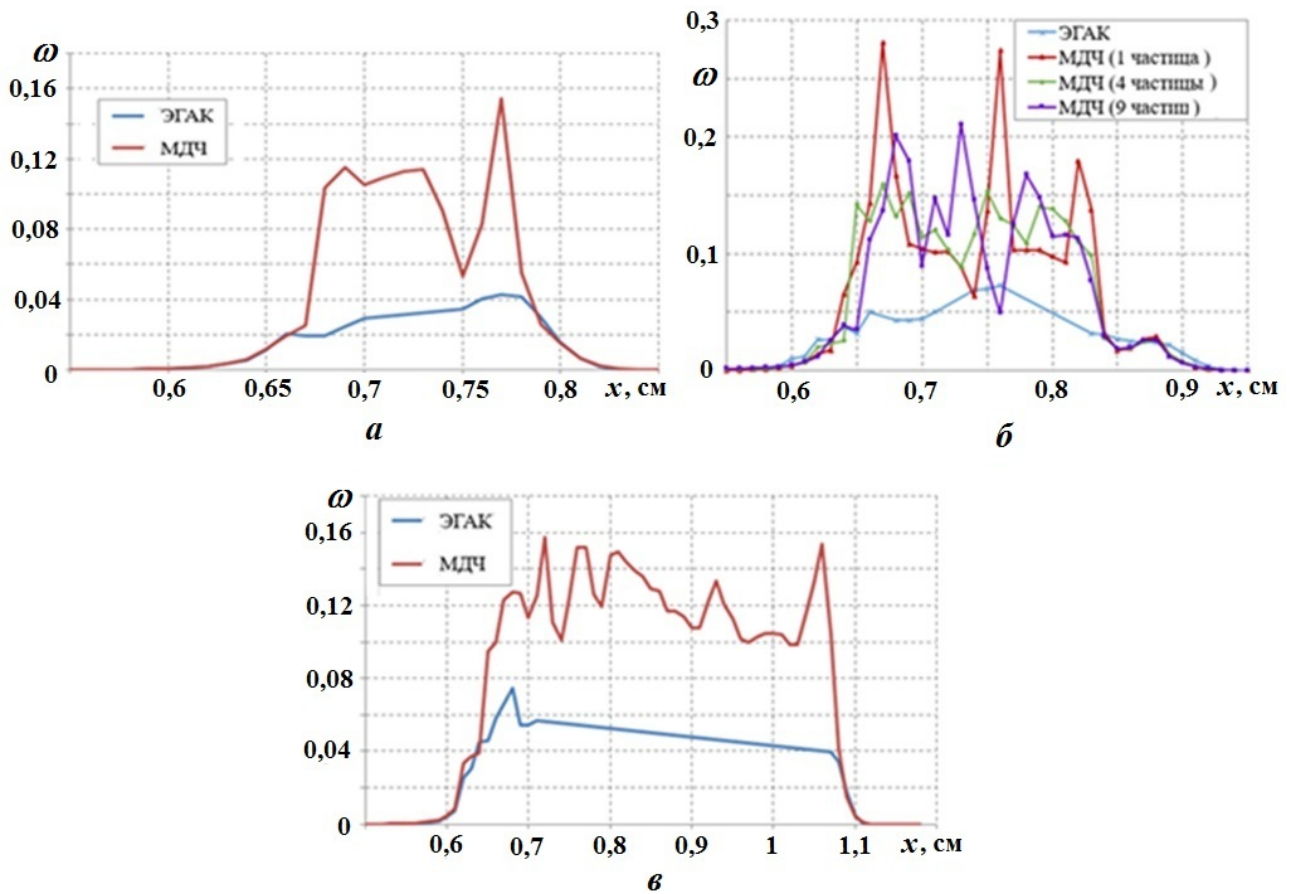 ω
0,16
0,12
0,08
0,04
0
ЭГАК
МДЧ
0,6 0,65 0,7 0,75 0,8 x, см
а
0,3
ω
0,2
0,1
0
ЭГАК
МДЧ (1 частица )
МДЧ (4 частицы )
МДЧ (9 частиц )
0,6 0,7 0,8 0,9 x, см
б
ω
0,16
0,12
0,08
0,04
0
ЭГАК
МДЧ
0,6 0,7 0,8 0,9 1 1,1 x, см
в